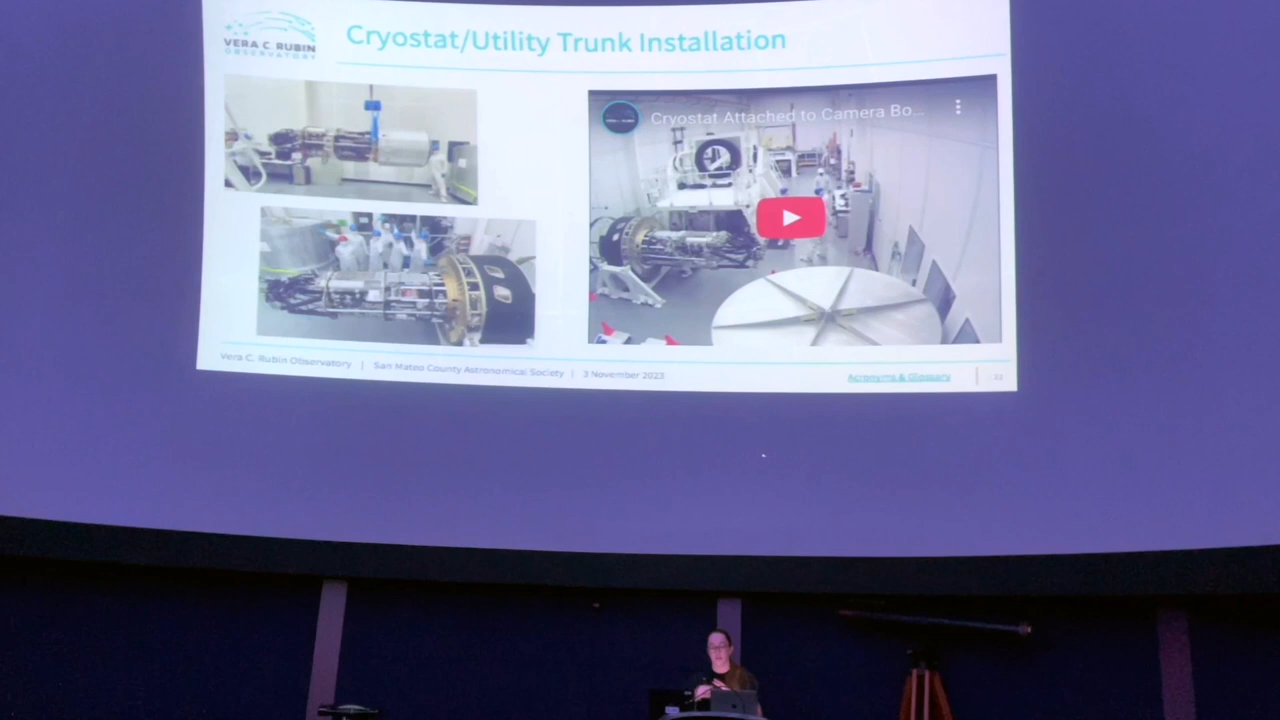 VERA C. RUBIN
OBSERVATORY
Cryostat/Utility Trunk Installation
Cryostat Attached to Camera Bo...
Vera C. Rubin Observatory | San Mateo County Astronomical Society | 3 November 2023
Acronyms & Glossary